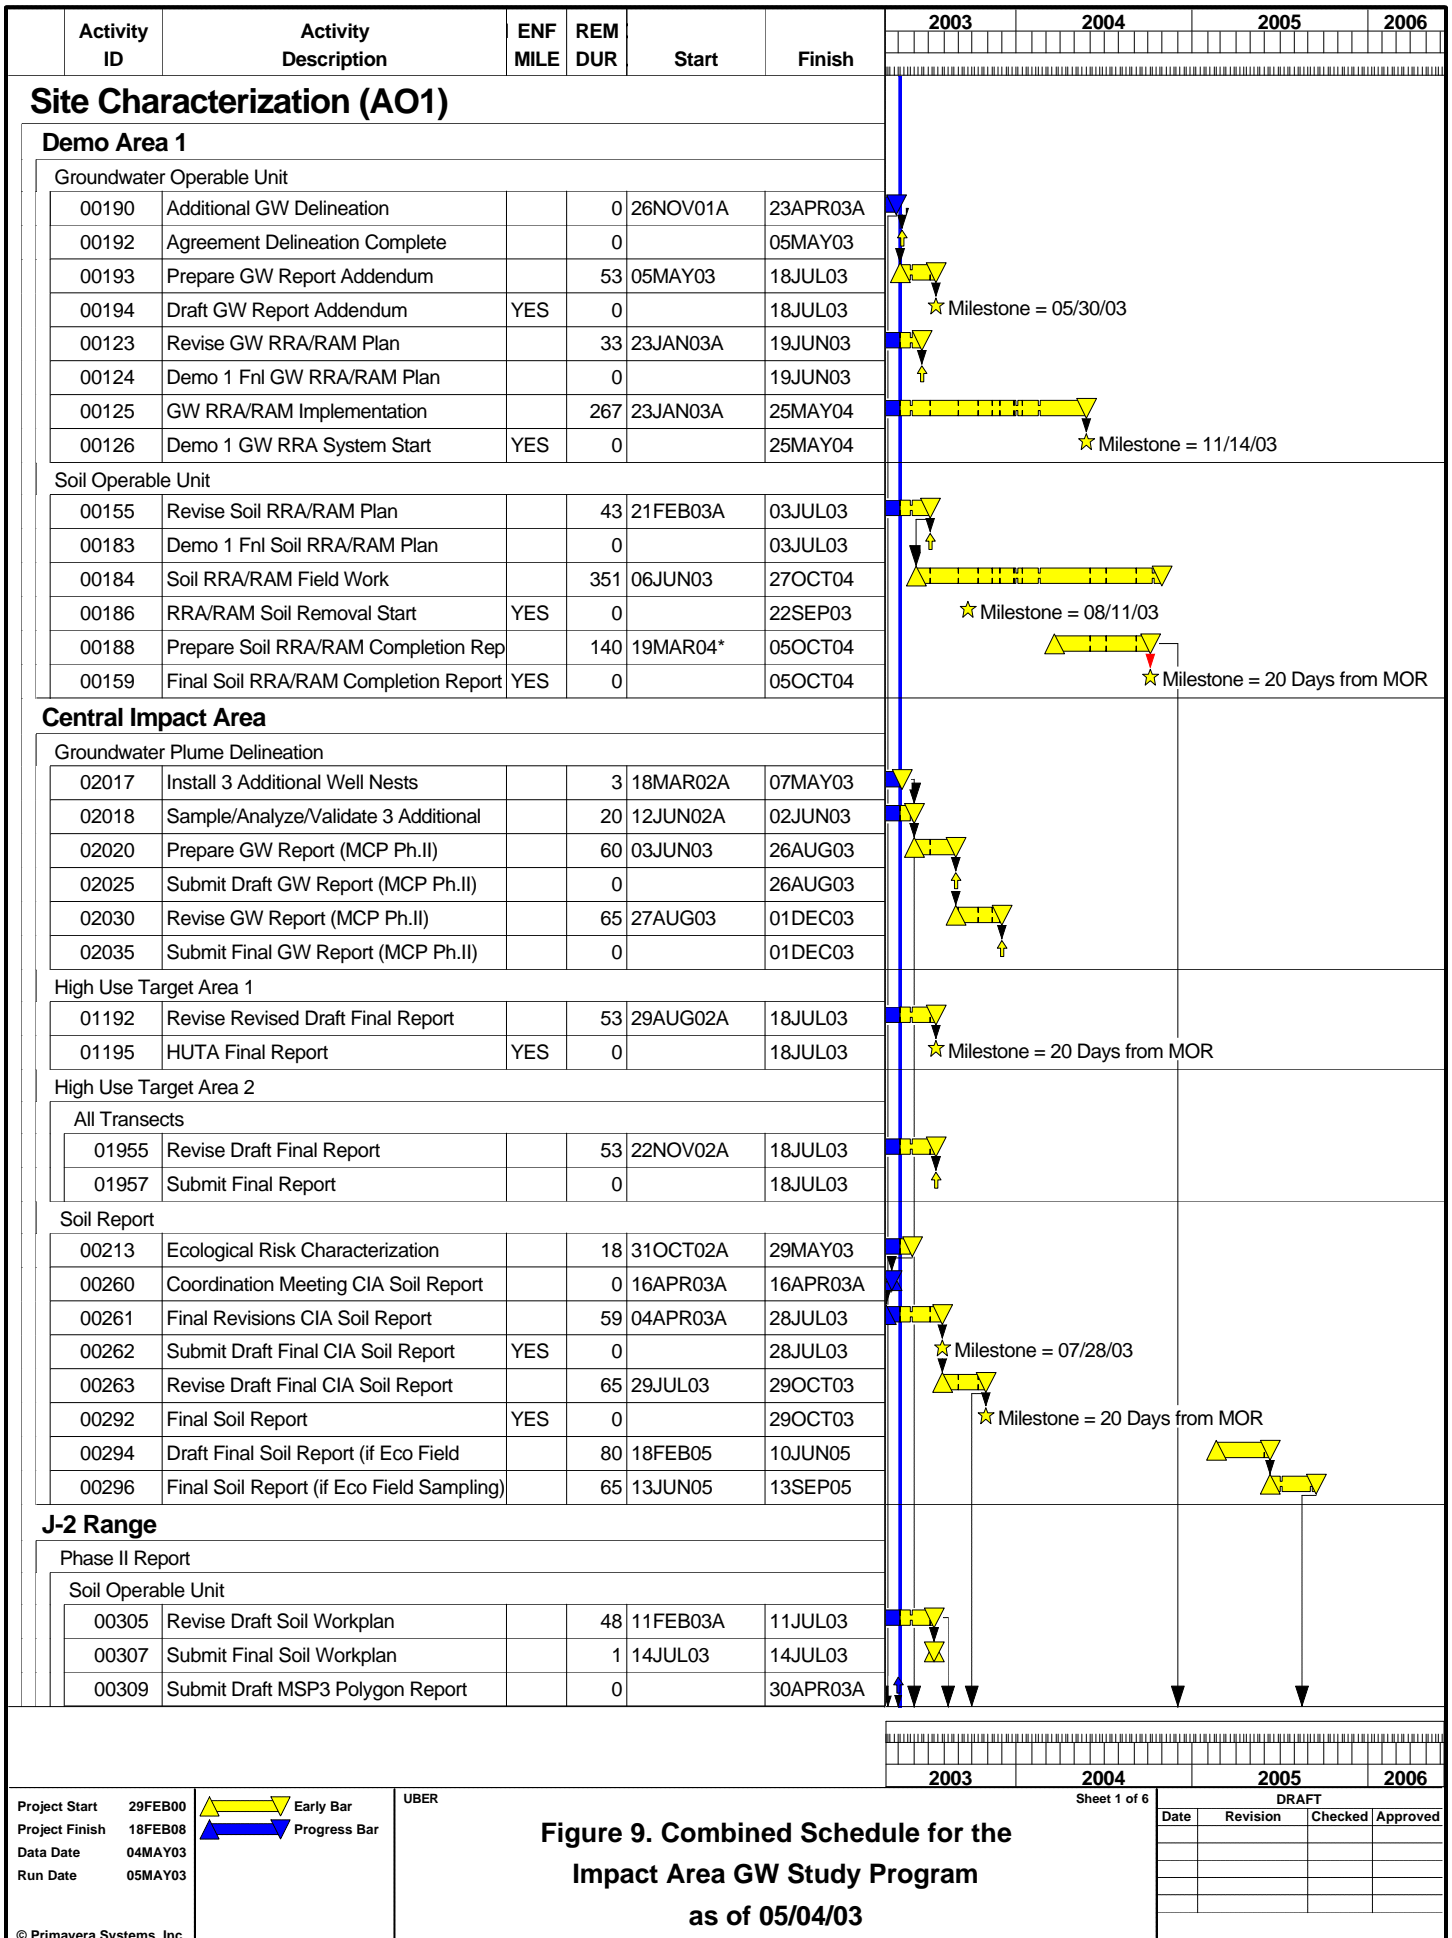 Activity Activity ENF REM 2003 2004 2005 2006
ID Description MILE DUR Start Finish
Site Characterization (AO1)
Demo Area 1
Groundwater Operable Unit
00190 Additional GW Delineation 0 26NOV01A 23APR03A
00192 Agreement Delineation Complete 0 05MAY03
00193 Prepare GW Report Addendum 53 05MAY03 18JUL03
00194 Draft GW Report Addendum YES 0 18JUL03 Milestone = 05/30/03
00123 Revise GW RRA/RAM Plan 33 23JAN03A 19JUN03
00124 Demo 1 Fnl GW RRA/RAM Plan 0 19JUN03
00125 GW RRA/RAM Implementation 267 23JAN03A 25MAY04
00126 Demo 1 GW RRA System Start YES 0 25MAY04 Milestone = 11/14/03
Soil Operable Unit
00155 Revise Soil RRA/RAM Plan 43 21FEB03A 03JUL03
00183 Demo 1 Fnl Soil RRA/RAM Plan 0 03JUL03
00184 Soil RRA/RAM Field Work 351 06JUN03 27OCT04
00186 RRA/RAM Soil Removal Start YES 0 22SEP03 Milestone = 08/11/03
00188 Prepare Soil RRA/RAM Completion Rep 140 19MAR04* 05OCT04
00159 Final Soil RRA/RAM Completion Report YES 0 05OCT04 Milestone = 20 Days from MOR
Central Impact Area
Groundwater Plume Delineation
02017 Install 3 Additional Well Nests 3 18MAR02A 07MAY03
02018 Sample/Analyze/Validate 3 Additional 20 12JUN02A 02JUN03
02020 Prepare GW Report (MCP Ph.II) 60 03JUN03 26AUG03
02025 Submit Draft GW Report (MCP Ph.II) 0 26AUG03
02030 Revise GW Report (MCP Ph.II) 65 27AUG03 01DEC03
02035 Submit Final GW Report (MCP Ph.II) 0 01DEC03
High Use Target Area 1
01192 Revise Revised Draft Final Report 53 29AUG02A 18JUL03
01195 HUTA Final Report YES 0 18JUL03 Milestone = 20 Days from MOR
High Use Target Area 2
All Transects
01955 Revise Draft Final Report 53 22NOV02A 18JUL03
01957 Submit Final Report 0 18JUL03
Soil Report
00213 Ecological Risk Characterization 18 31OCT02A 29MAY03
00260 Coordination Meeting CIA Soil Report 0 16APR03A 16APR03A
00261 Final Revisions CIA Soil Report 59 04APR03A 28JUL03
00262 Submit Draft Final CIA Soil Report YES 0 28JUL03 Milestone = 07/28/03
00263 Revise Draft Final CIA Soil Report 65 29JUL03 29OCT03
00292 Final Soil Report YES 0 29OCT03 Milestone = 20 Days from MOR
00294 Draft Final Soil Report (if Eco Field 80 18FEB05 10JUN05
00296 Final Soil Report (if Eco Field Sampling) 65 13JUN05 13SEP05
J-2 Range
Phase II Report
Soil Operable Unit
00305 Revise Draft Soil Workplan 48 11FEB03A 11JUL03
00307 Submit Final Soil Workplan 1 14JUL03 14JUL03
00309 Submit Draft MSP3 Polygon Report 0 30APR03A
2003 2004 2005 2006
Project Start 29FEB00
Project Finish 18FEB08
Data Date 04MAY03
Run Date 05MAY03
© Primavera Systems, Inc.
Early Bar
Progress Bar
UBER
Sheet 1 of 6
Figure 9. Combined Schedule for the
Impact Area GW Study Program
as of 05/04/03
DRAFT
Date Revision Checked Approved